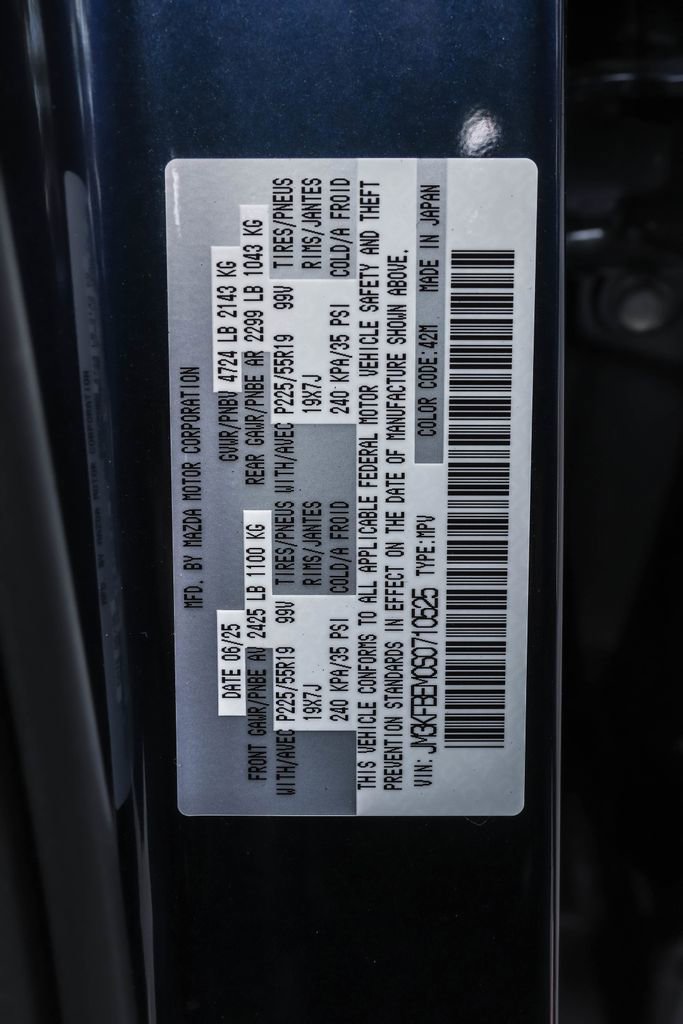 MFD. BY MAZDA MOTOR CORPORATION
DATE 06/25 GVWR/PNBV 4724 LB 2143 KG
FRONT GAWR/PNBE AV 2425 LB 1100 KG REAR GAWR/PNBE AR 2299 LB 1043 KG
WITH/AVEC P225/55R19 99V TIRES/PNEUS WITH/AVEC P225/55R19 99V TIRES/PNEUS
19X7J RIMS/JANTES 19X7J RIMS/JANTES
240 KPA/35 PSI COLD/A FROID 240 KPA/35 PSI COLD/A FROID
THIS VEHICLE CONFORMS TO ALL APPLICABLE FEDERAL MOTOR VEHICLE SAFETY AND THEFT
PREVENTION STANDARDS IN EFFECT ON THE DATE OF MANUFACTURE SHOWN ABOVE.
VIN: JM3KFBEM0S0710525 TYPE:MPV COLOR CODE:42M MADE IN JAPAN